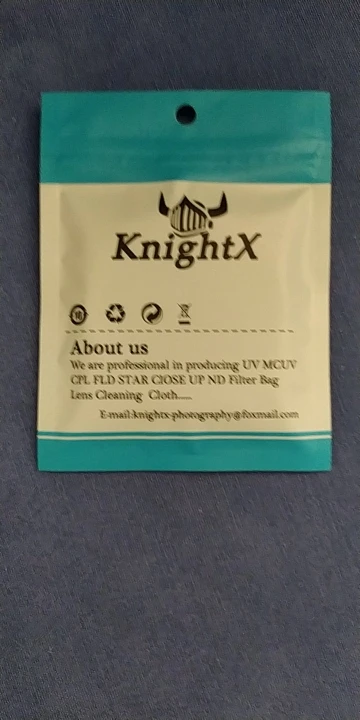 KnightX
About us
We are professional in producing UV MCUV
CPL FLD STAR ClOSE UP ND Filter Bag
Lens Cleaning Cloth.....
E-mail:knightx-photography@foxmail.com